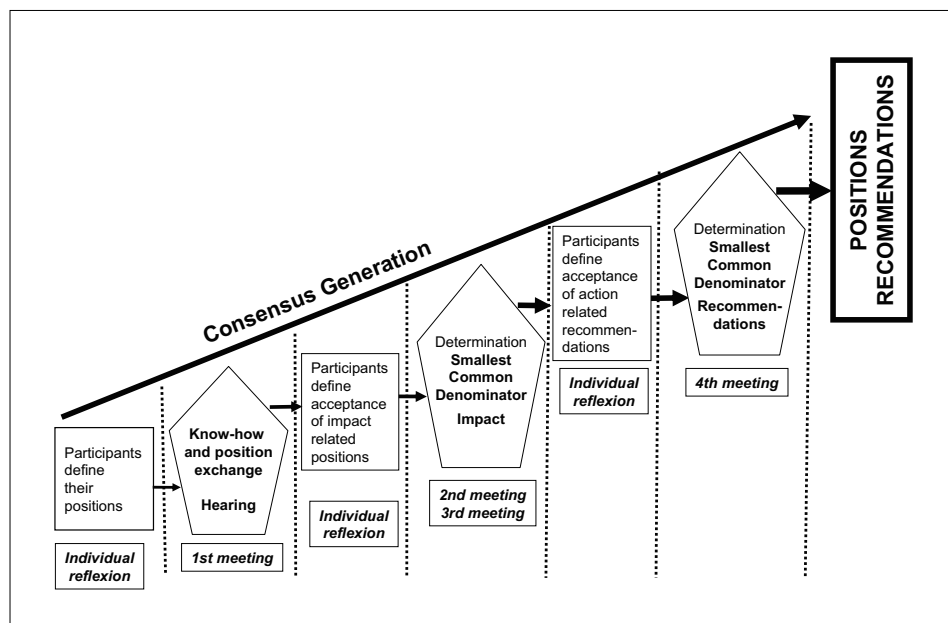 Consensus Generation
Participants
define
their
positions
Individual
reflexion
Know-how
and position
exchange
Hearing
1st meeting
Participants
define
acceptance
of impact
related
positions
Individual
reflexion
Determination
Smallest
Common
Denominator
Impact
2nd meeting
3rd meeting
Participants
define
acceptance
of action
related
recommen-
dations
Individual
reflexion
Determination
Smallest
Common
Denominator
Recommen-
dations
4th meeting
POSITIONS
RECOMMENDATIONS